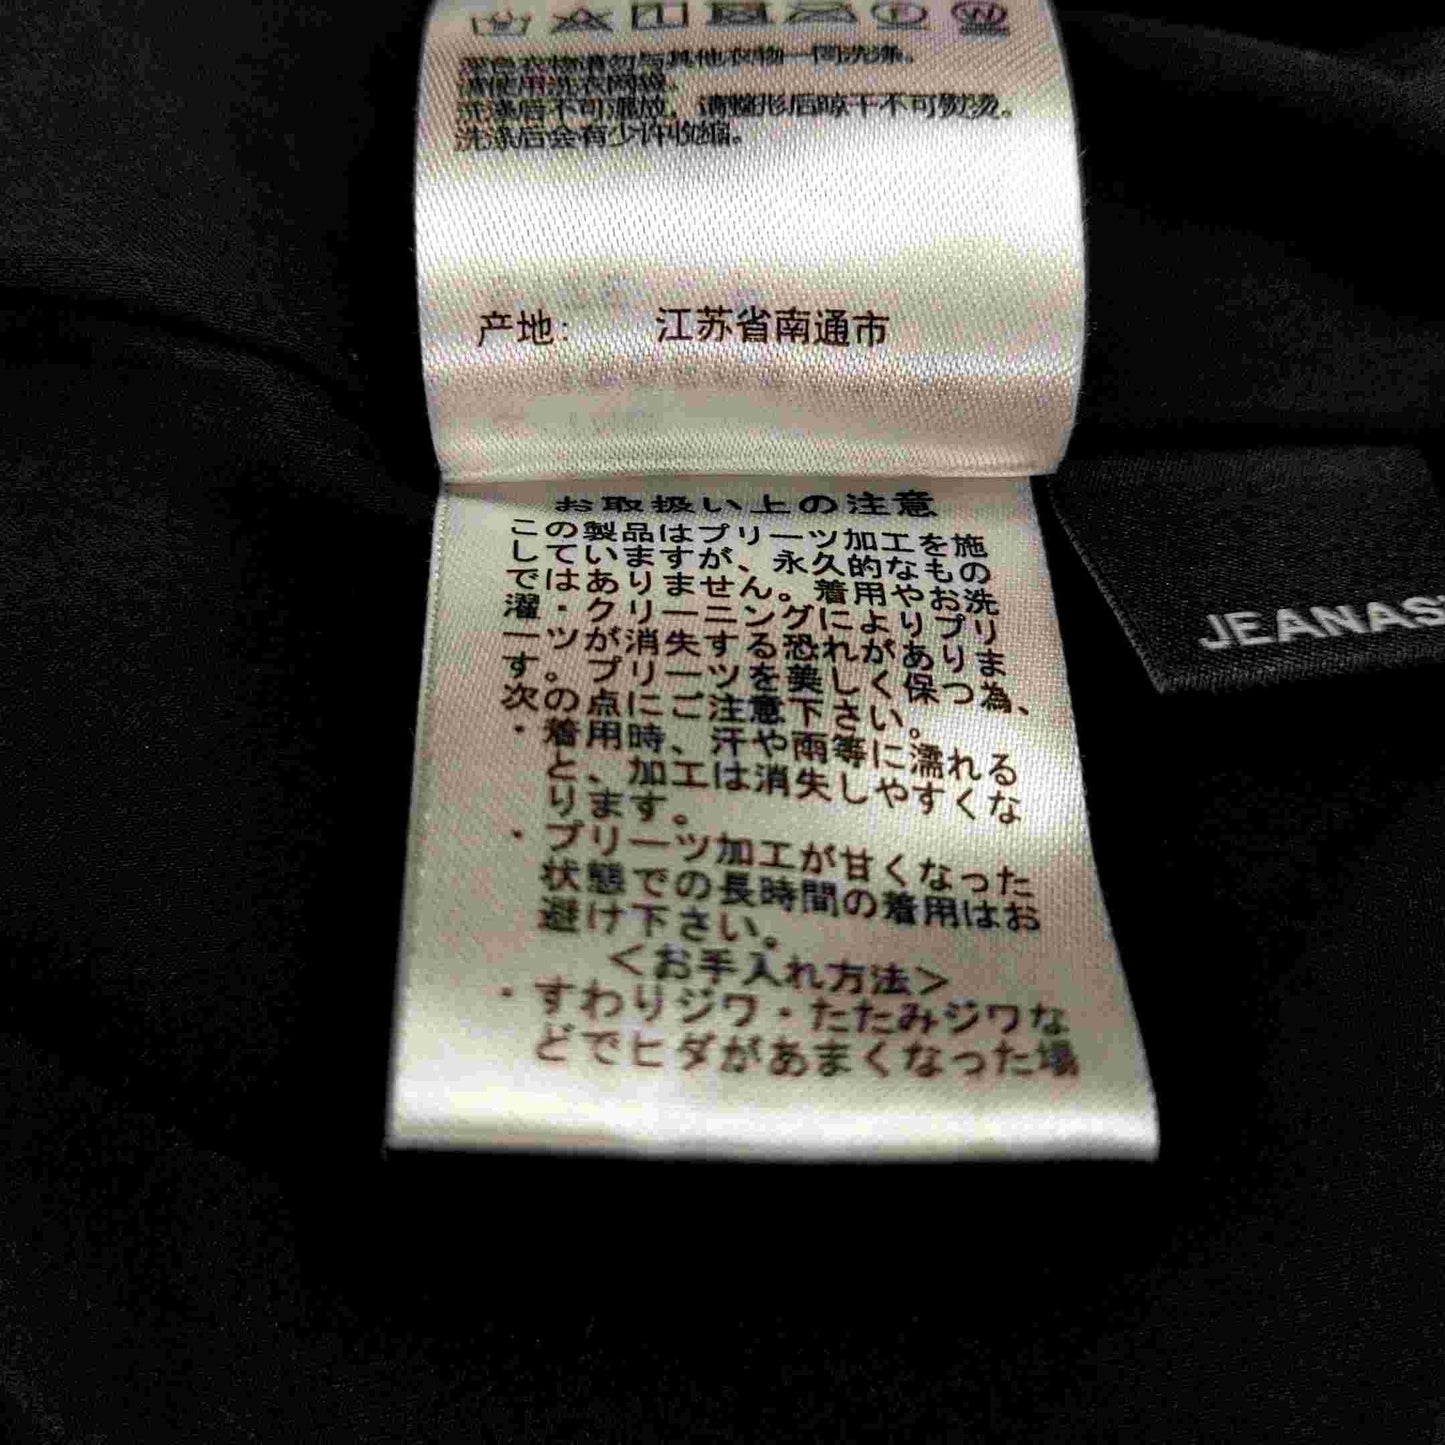 深色衣物请勿与其他衣物一同洗涤。
请使用洗衣网袋。
洗涤后不可混放，请整形后晾干不可熨烫。
洗涤后会有少许收缩。
产地： 江苏省南通市
お取扱い上の注意
この製品はプリーツ加工を施
していますが、永久的なもの
ではありません。着用やお洗
濯・クリーニングによりプリ
ーツが消失する恐れがありま
す。プリーツを美しく保つ為、
次の点にご注意下さい。
・着用時、汗や雨等に濡れる
と、加工は消失しやすくな
ります。
・プリーツ加工が甘くなった
状態での長時間の着用はお
避け下さい。
＜お手入れ方法＞
・すわりジワ・たたみジワな
どでヒダがあまくなった場
JEANAS